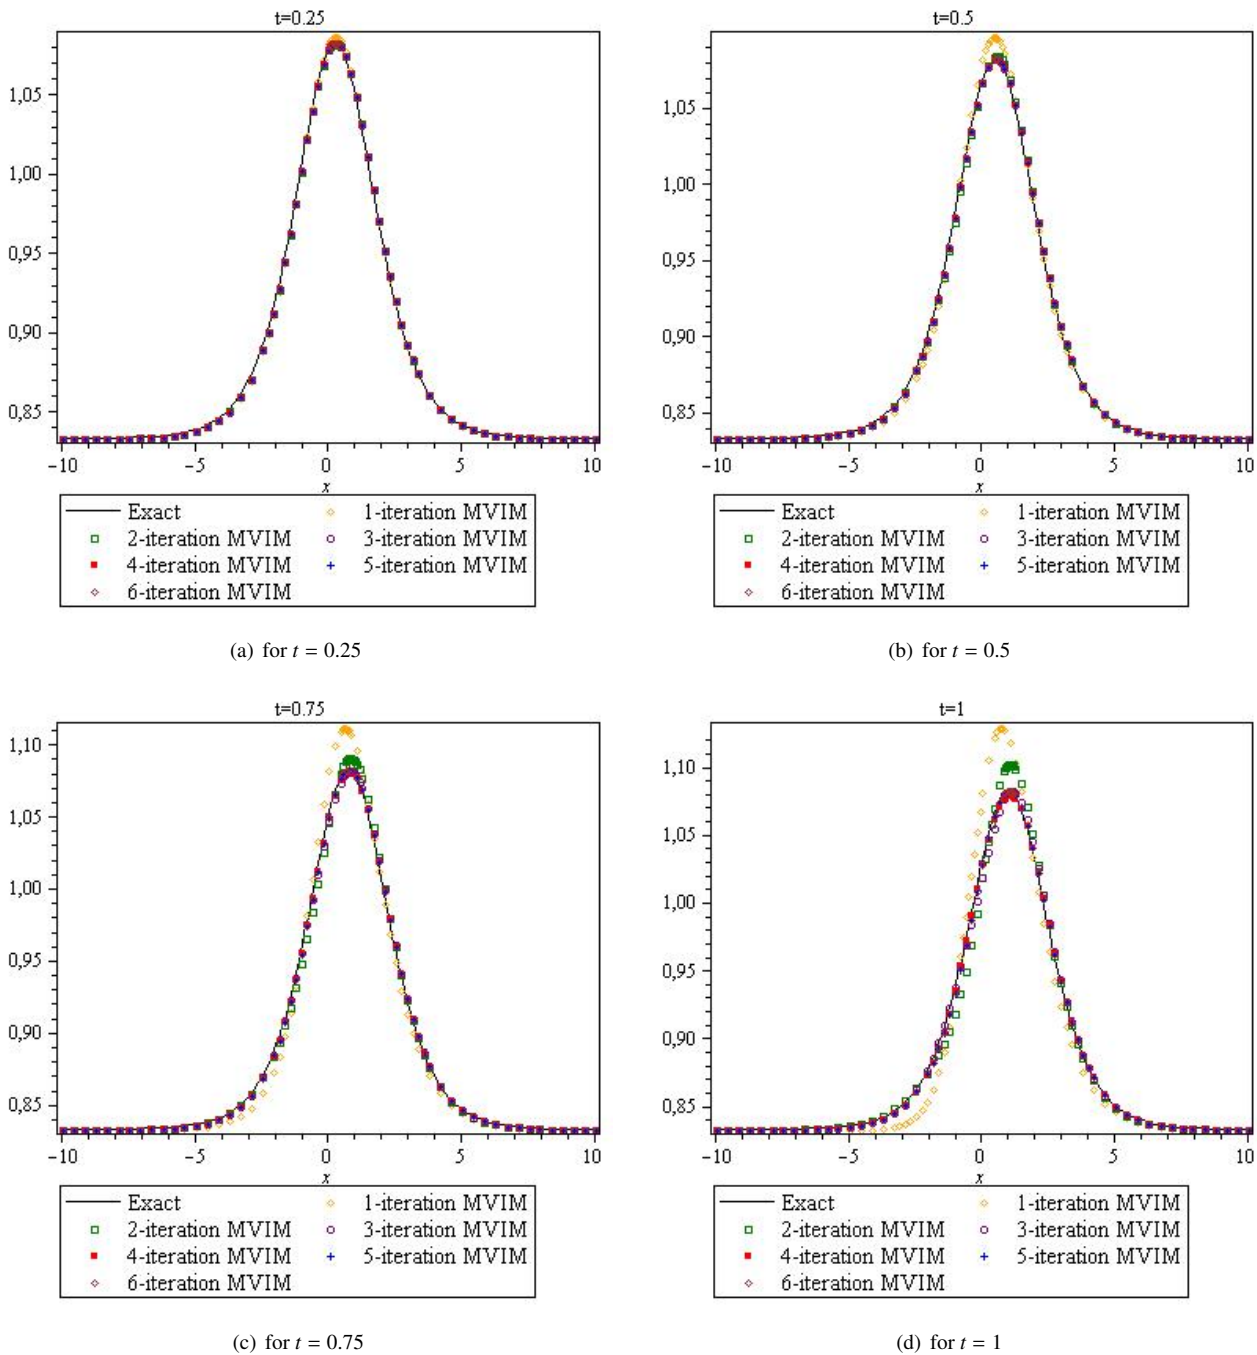 t=0.25
1,05
1,00
0,95
0,90
0,85
−10 −5 0 5 10
x
Exact 1-iteration MVIM
2-iteration MVIM 3-iteration MVIM
4-iteration MVIM 5-iteration MVIM
6-iteration MVIM
(a) for t = 0.25
t=0.5
1,05
1,00
0,95
0,90
0,85
−10 −5 0 5 10
x
Exact 1-iteration MVIM
2-iteration MVIM 3-iteration MVIM
4-iteration MVIM 5-iteration MVIM
6-iteration MVIM
(b) for t = 0.5
t=0.75
1,10
1,05
1,00
0,95
0,90
0,85
−10 −5 0 5 10
x
Exact 1-iteration MVIM
2-iteration MVIM 3-iteration MVIM
4-iteration MVIM 5-iteration MVIM
6-iteration MVIM
(c) for t = 0.75
t=1
1,10
1,05
1,00
0,95
0,90
0,85
−10 −5 0 5 10
x
Exact 1-iteration MVIM
2-iteration MVIM 3-iteration MVIM
4-iteration MVIM 5-iteration MVIM
6-iteration MVIM
(d) for t = 1